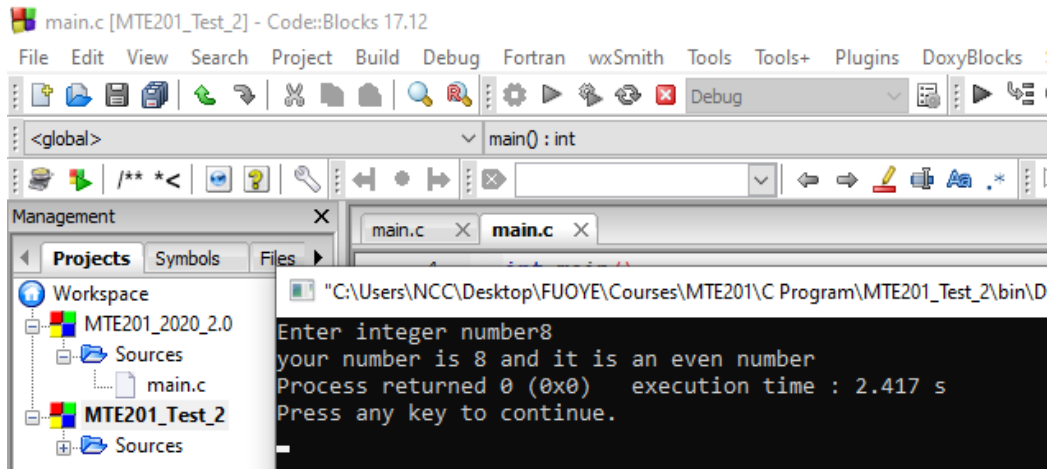 main.c [MTE201_Test_2] - Code::Blocks 17.12
File Edit View Search Project Build Debug Fortran wxSmith Tools Tools+ Plugins DoxyBlocks
Debug
<global> main() : int
/** *<
Management
main.c main.c
Projects Symbols Files
int main()
Workspace
MTE201_2020_2.0
Sources
main.c
MTE201_Test_2
Sources
"C:\Users\NCC\Desktop\FUOYE\Courses\MTE201\C Program\MTE201_Test_2\bin\D
Enter integer number8
your number is 8 and it is an even number
Process returned 0 (0x0)   execution time : 2.417 s
Press any key to continue.